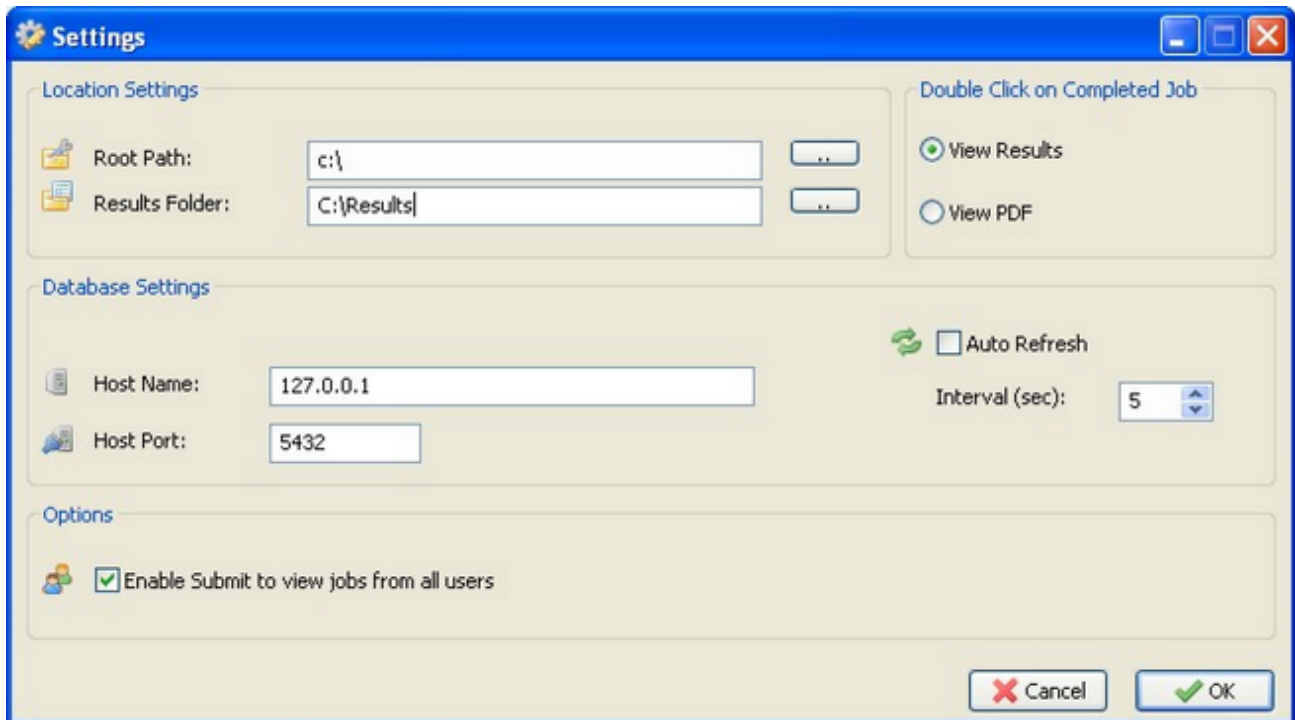 Settings
Location Settings
Root Path: c:\ ..
Results Folder: C:\Results ..
Double Click on Completed Job
View Results
View PDF
Database Settings
Auto Refresh
Host Name: 127.0.0.1
Interval (sec): 5
Host Port: 5432
Options
Enable Submit to view jobs from all users
Cancel OK